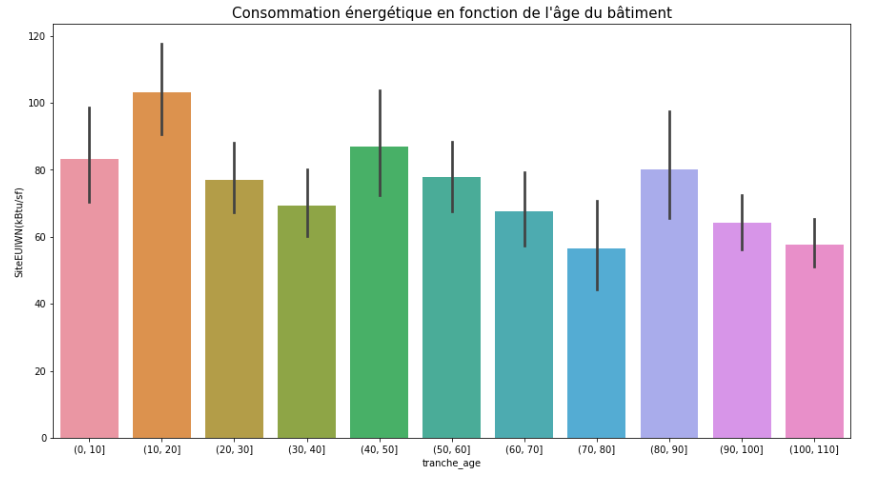 Consommation énergétique en fonction de l'âge du bâtiment
120
100
80
60
40
20
0
SiteEUIWN(kBtu/sf)
(0, 10] (10, 20] (20, 30] (30, 40] (40, 50] (50, 60] (60, 70] (70, 80] (80, 90] (90, 100] (100, 110]
tranche_age